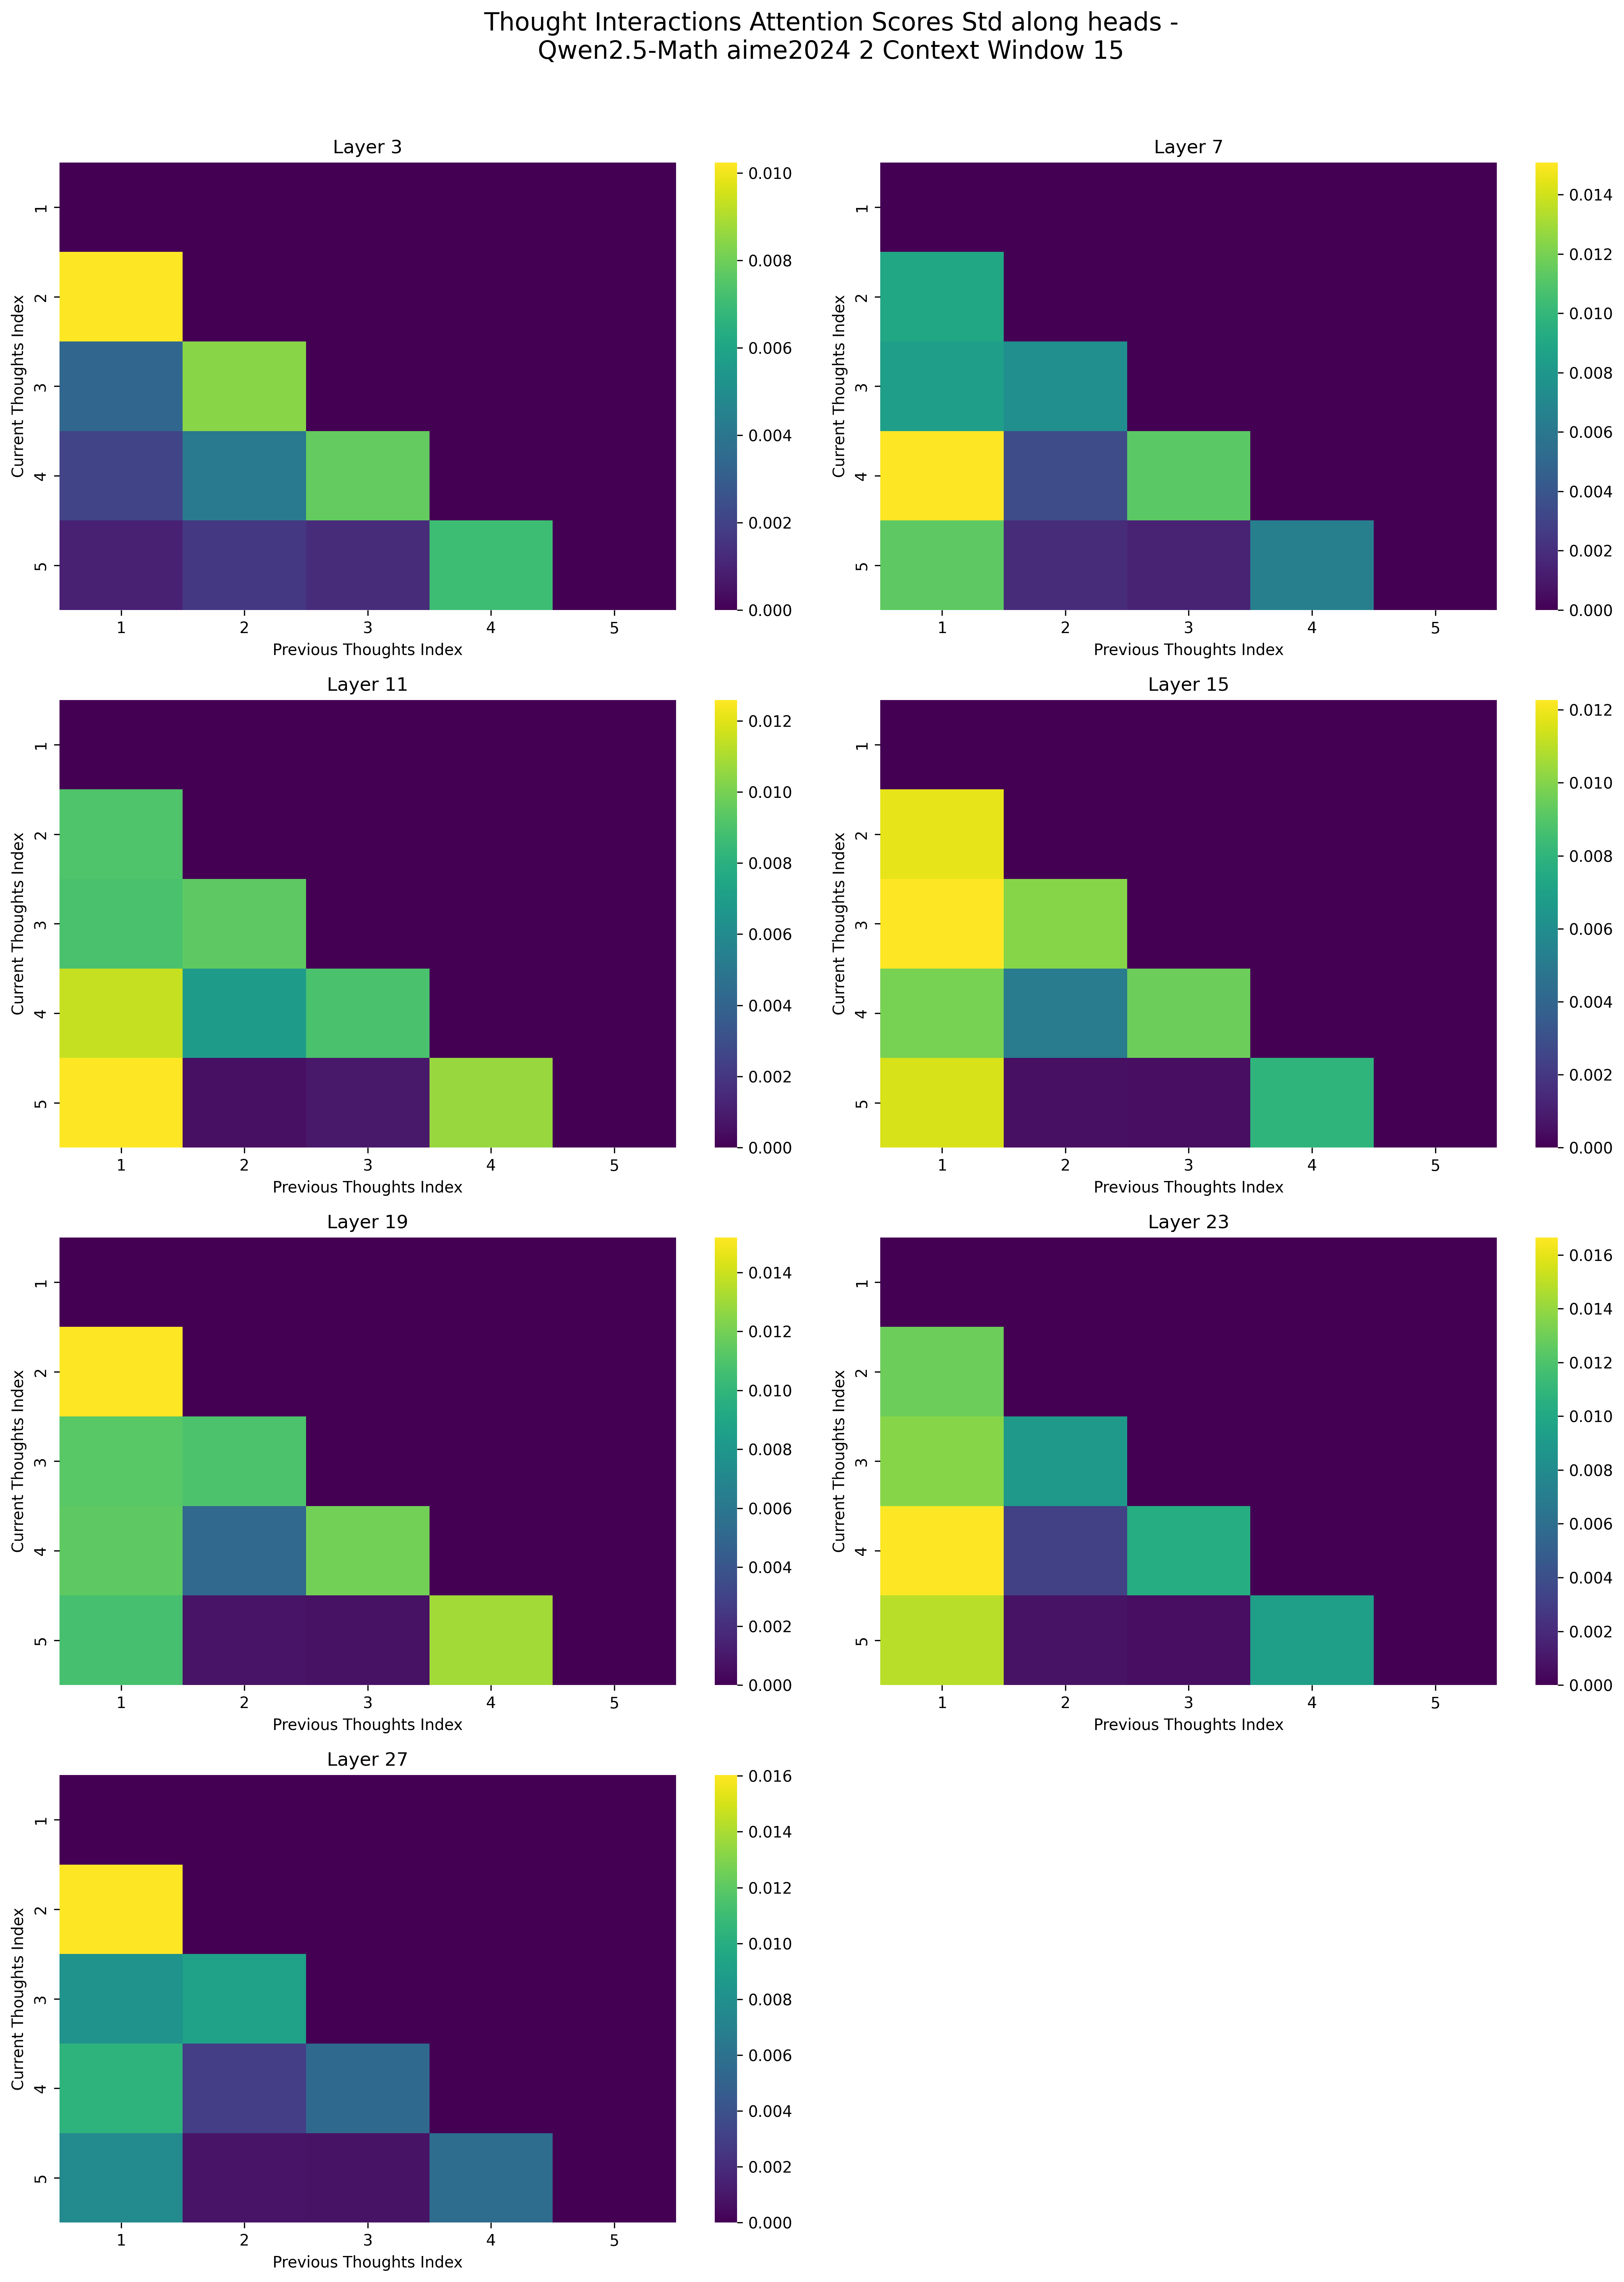 Thought Interactions Attention Scores Std along heads -
Qwen2.5-Math aime2024 2 Context Window 15
Layer 3
Current Thoughts Index
1
2
3
4
5
1 2 3 4 5
Previous Thoughts Index
0.010
0.008
0.006
0.004
0.002
0.000
Layer 7
Current Thoughts Index
1
2
3
4
5
1 2 3 4 5
Previous Thoughts Index
0.014
0.012
0.010
0.008
0.006
0.004
0.002
0.000
Layer 11
Current Thoughts Index
1
2
3
4
5
1 2 3 4 5
Previous Thoughts Index
0.012
0.010
0.008
0.006
0.004
0.002
0.000
Layer 15
Current Thoughts Index
1
2
3
4
5
1 2 3 4 5
Previous Thoughts Index
0.012
0.010
0.008
0.006
0.004
0.002
0.000
Layer 19
Current Thoughts Index
1
2
3
4
5
1 2 3 4 5
Previous Thoughts Index
0.014
0.012
0.010
0.008
0.006
0.004
0.002
0.000
Layer 23
Current Thoughts Index
1
2
3
4
5
1 2 3 4 5
Previous Thoughts Index
0.016
0.014
0.012
0.010
0.008
0.006
0.004
0.002
0.000
Layer 27
Current Thoughts Index
1
2
3
4
5
1 2 3 4 5
Previous Thoughts Index
0.016
0.014
0.012
0.010
0.008
0.006
0.004
0.002
0.000